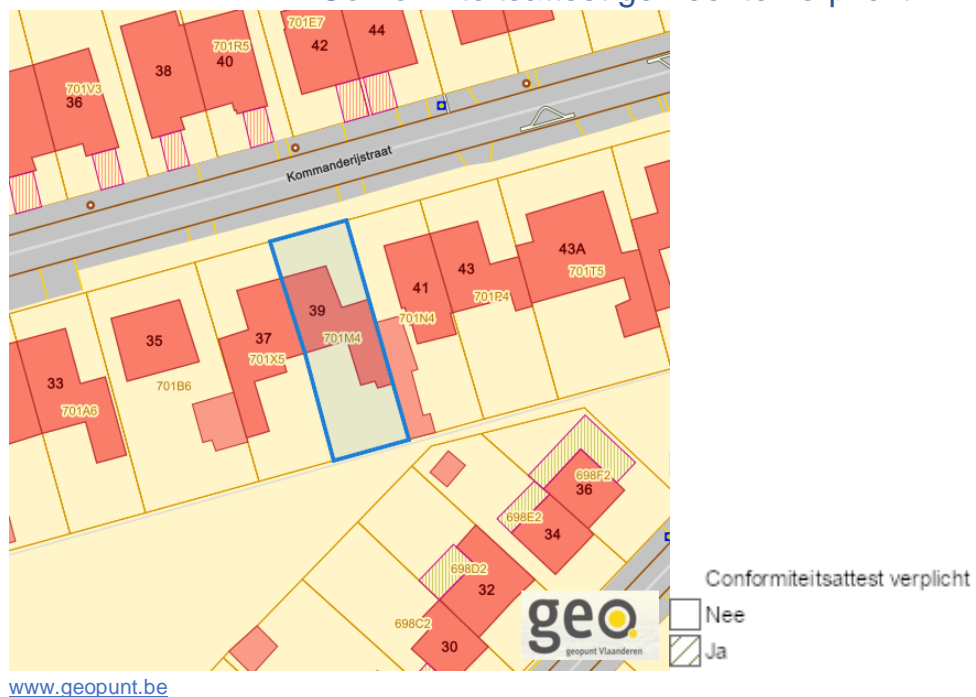 701E7
44
42
701R5
40
38
701V3
36
Kommanderijstraat
43A
701T5
43
41
701P4
701N4
39
701M4
37
701X5
35
701B6
33
701A6
698F2
36
698E2
34
698D2
32
698C2
30
geo.
geopunt Vlaanderen
Conformiteitsattest verplicht
Nee
Ja
www.geopunt.be